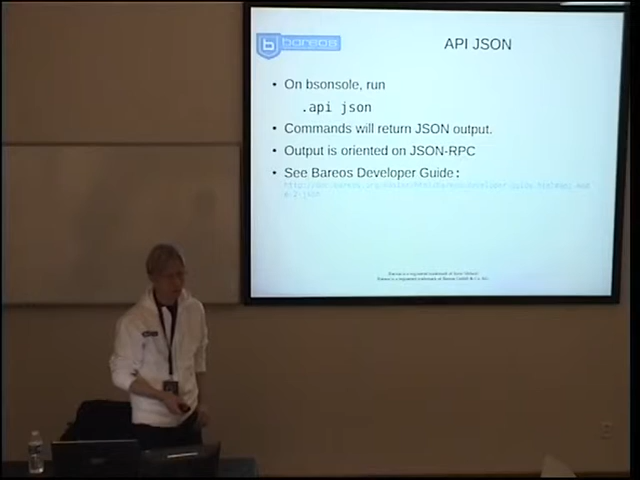 bareos
API JSON
• On bsonsole, run
.api json
• Commands will return JSON output.
• Output is oriented on JSON-RPC
• See Bareos Developer Guide: